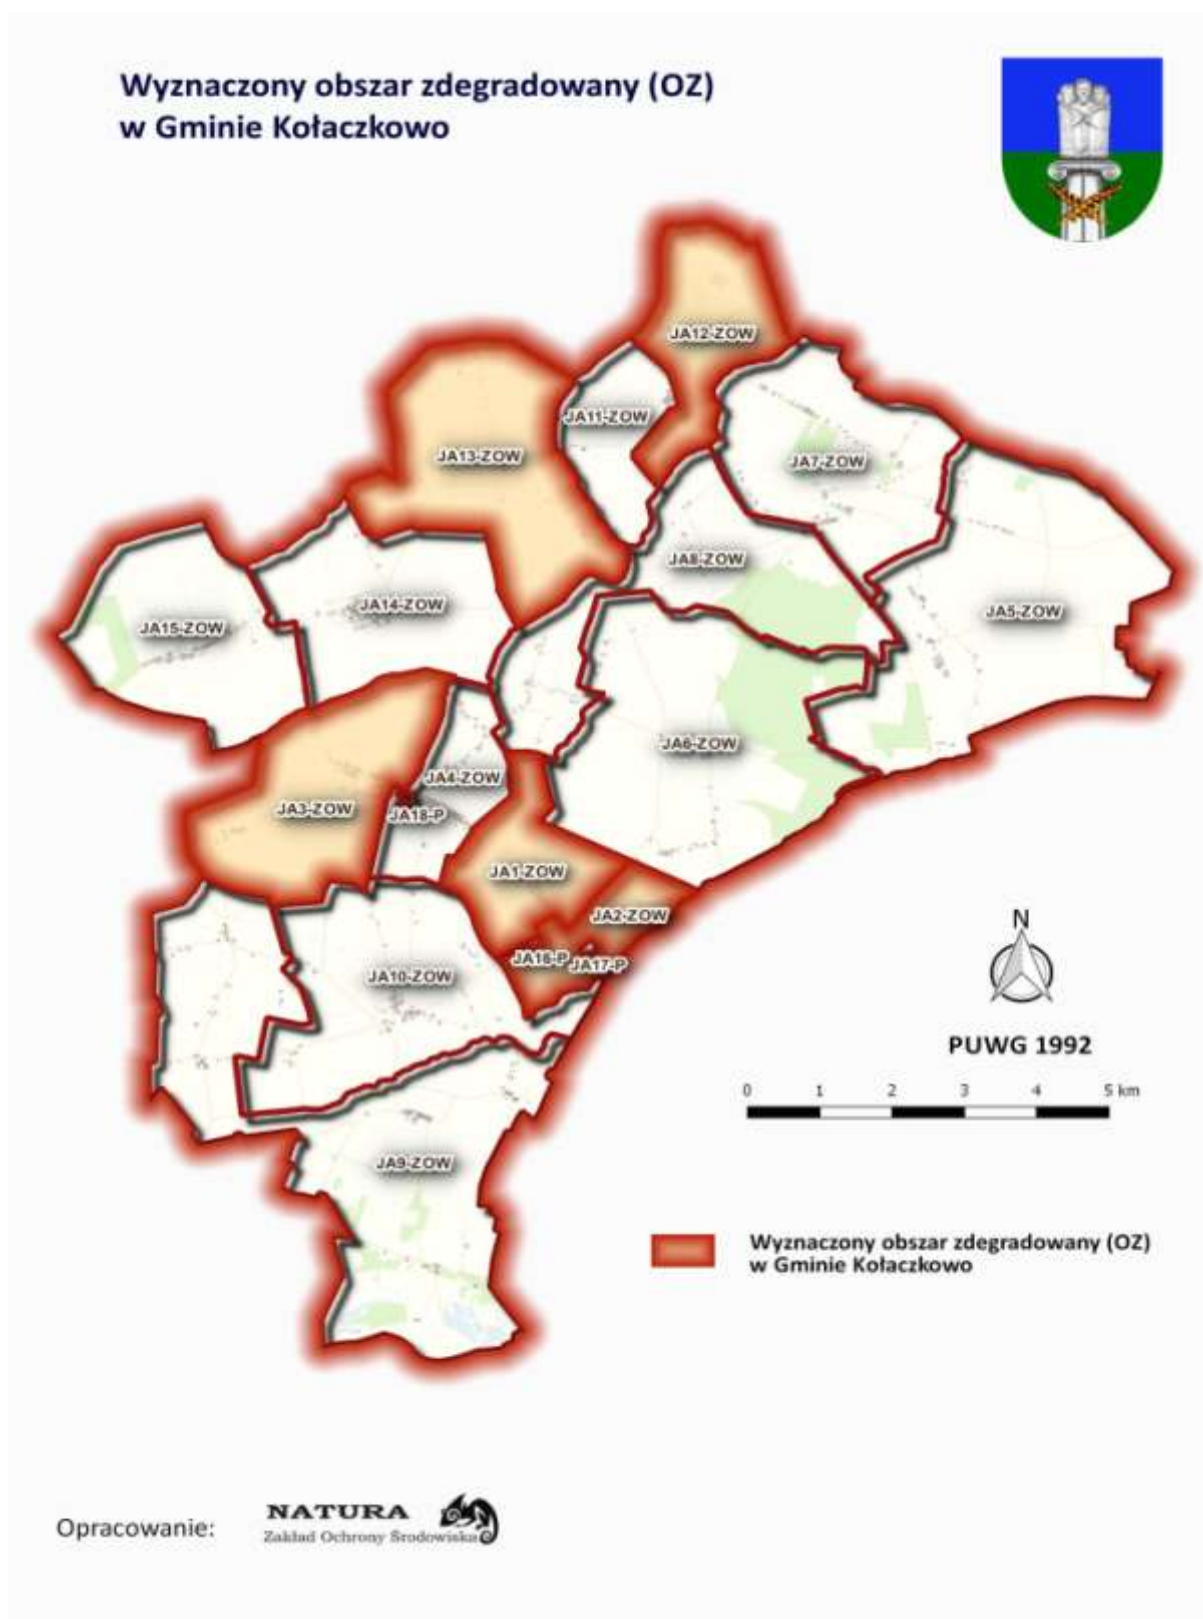 Wyznaczony obszar zdegradowany (OZ)
w Gminie Kołaczkowo
JA12-ZOW
JA11-ZOW
JA13-ZOW
JA7-ZOW
JA8-ZOW
JA14-ZOW
JA5-ZOW
JA15-ZOW
JA6-ZOW
JA4-ZOW
JA3-ZOW
JA18-P
JA1-ZOW
JA2-ZOW
JA16-P
JA17-P
JA10-ZOW
N
PUWG 1992
0 1 2 3 4 5 km
JA9-ZOW
Wyznaczony obszar zdegradowany (OZ)
w Gminie Kołaczkowo
Opracowanie:
NATURA
Zakład Ochrony Środowiska